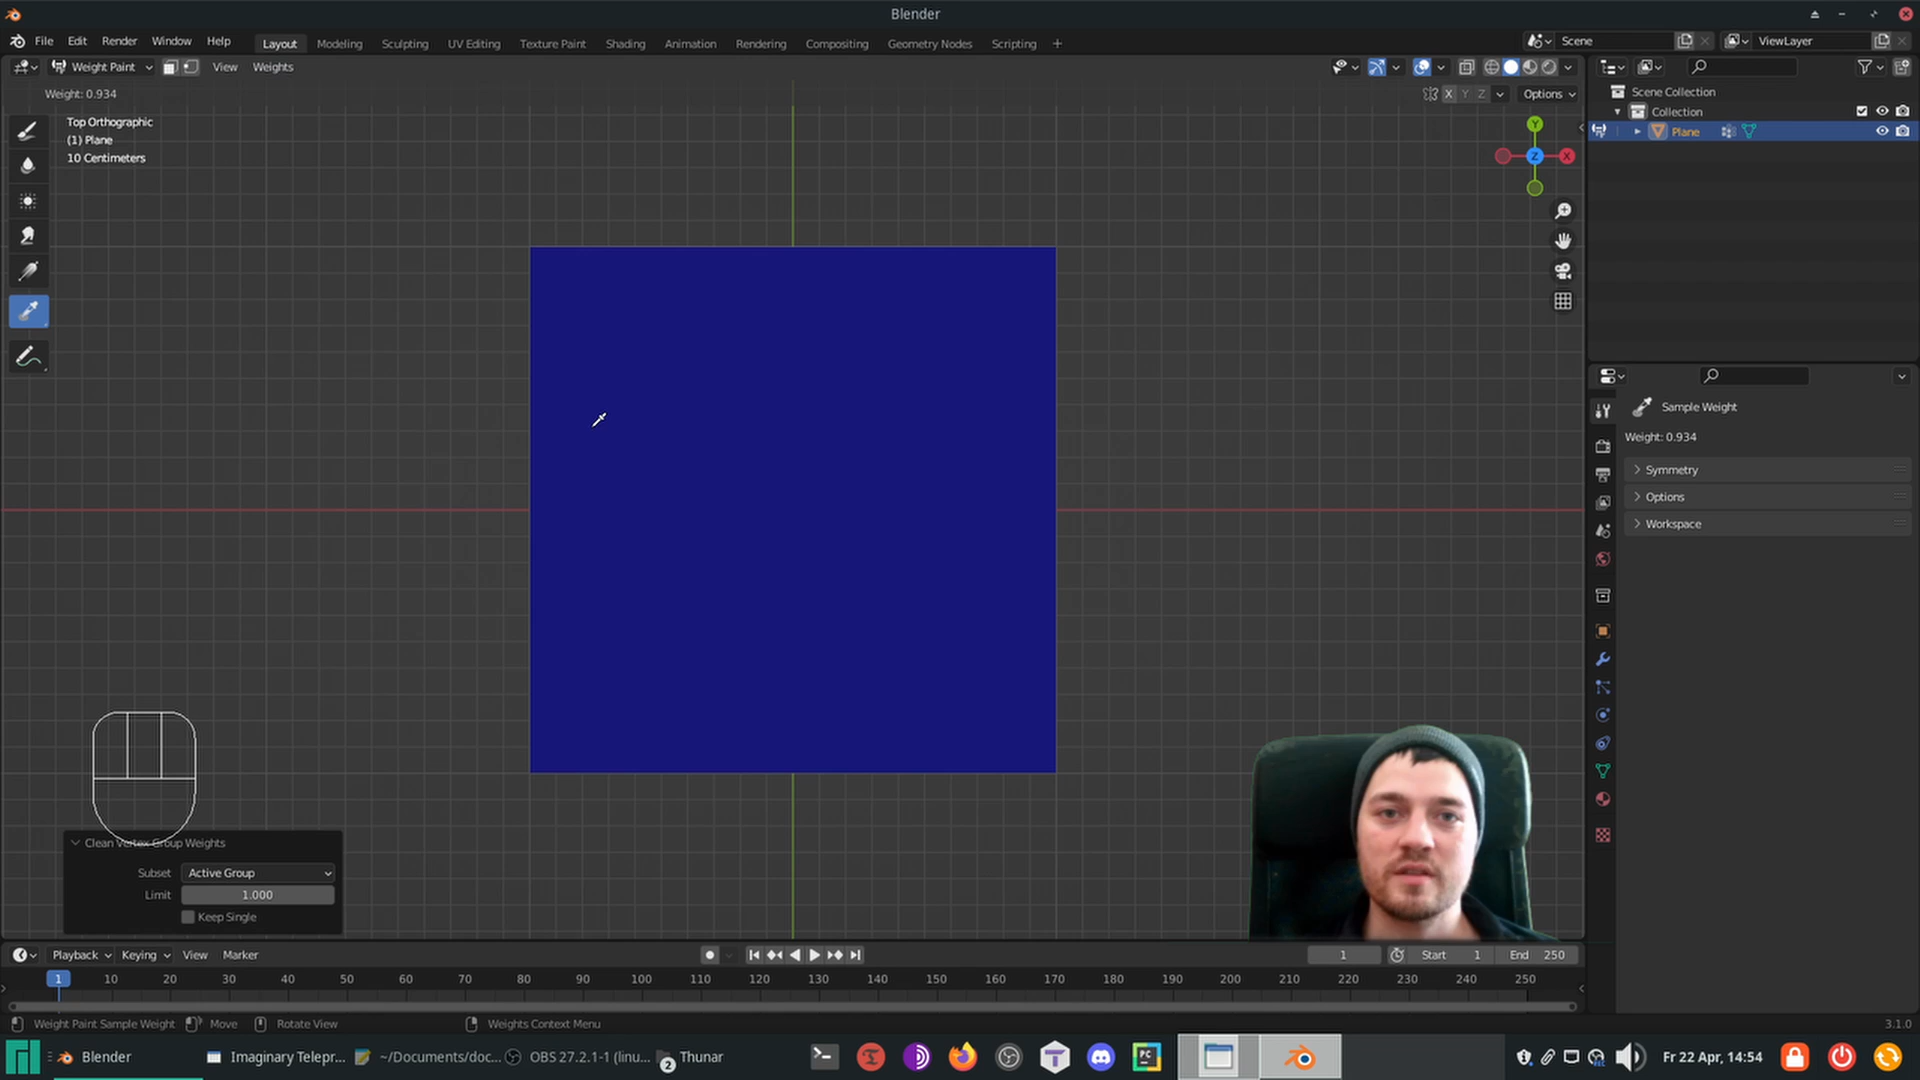 Blender
File Edit Render Window Help Layout Modeling Sculpting UV Editing Texture Paint Shading Animation Rendering Compositing Geometry Nodes Scripting + Scene ViewLayer
Weight Paint View Weights
Weight: 0.934 X Y Z Options
Top Orthographic
(1) Plane
10 Centimeters
Y
Z X
Scene Collection
Collection
Plane
Sample Weight
Weight: 0.934
Symmetry
Options
Workspace
Clean Vertex Group Weights
Subset Active Group
Limit 1.000
Keep Single
Playback Keying View Marker 1 Start 1 End 250
1 10 20 30 40 50 60 70 80 90 100 110 120 130 140 150 160 170 180 190 200 210 220 230 240 250
Weight Paint Sample Weight Move Rotate View Weights Context Menu 3.1.0
Blender Imaginary Telepr... ~/Documents/doc... OBS 27.2.1-1 (linu... 2 Thunar PC Fr 22 Apr, 14:54